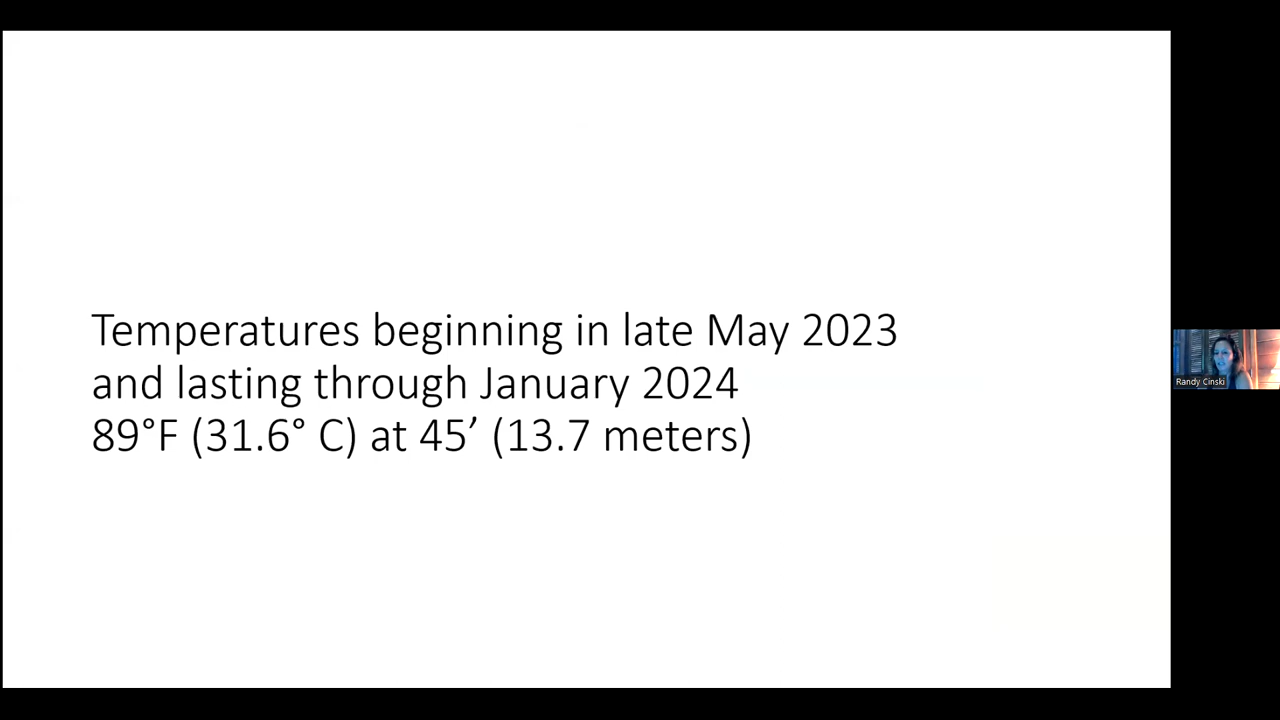 Temperatures beginning in late May 2023
and lasting through January 2024
89°F (31.6° C) at 45’ (13.7 meters)
Randy Cinski